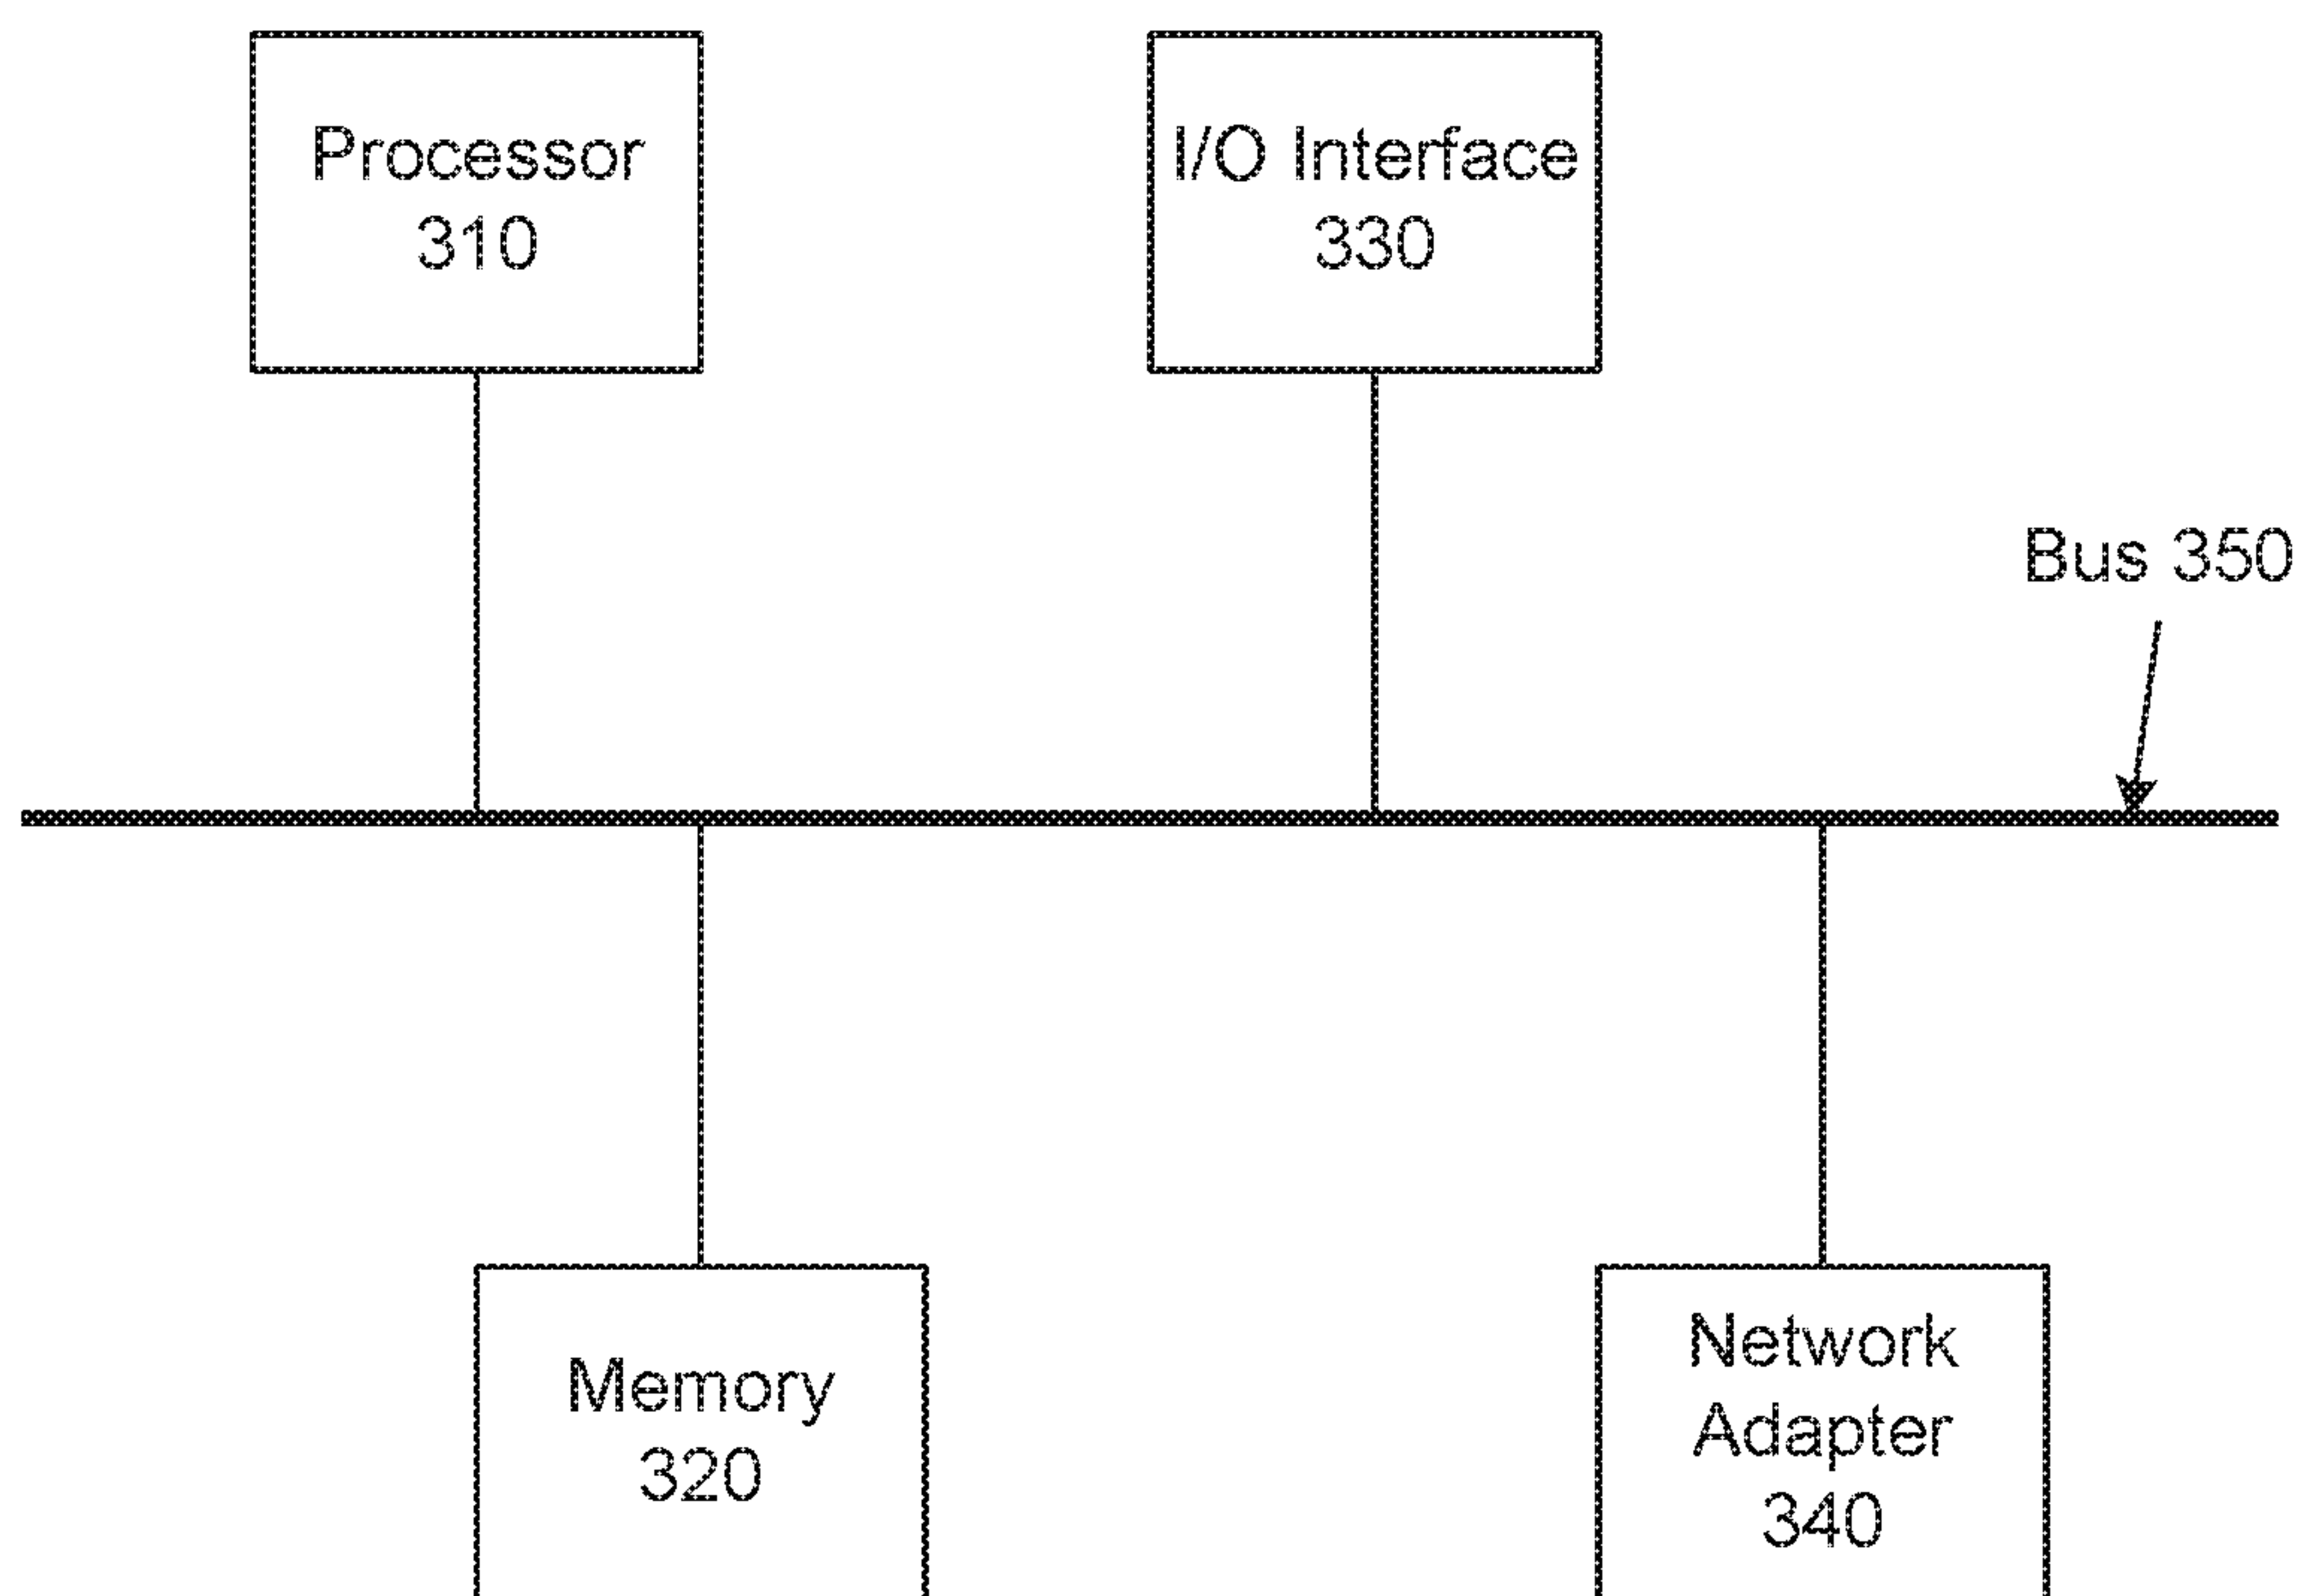 Processor
310
I/O Interface
330
Bus 350
Memory
320
Network
Adapter
340